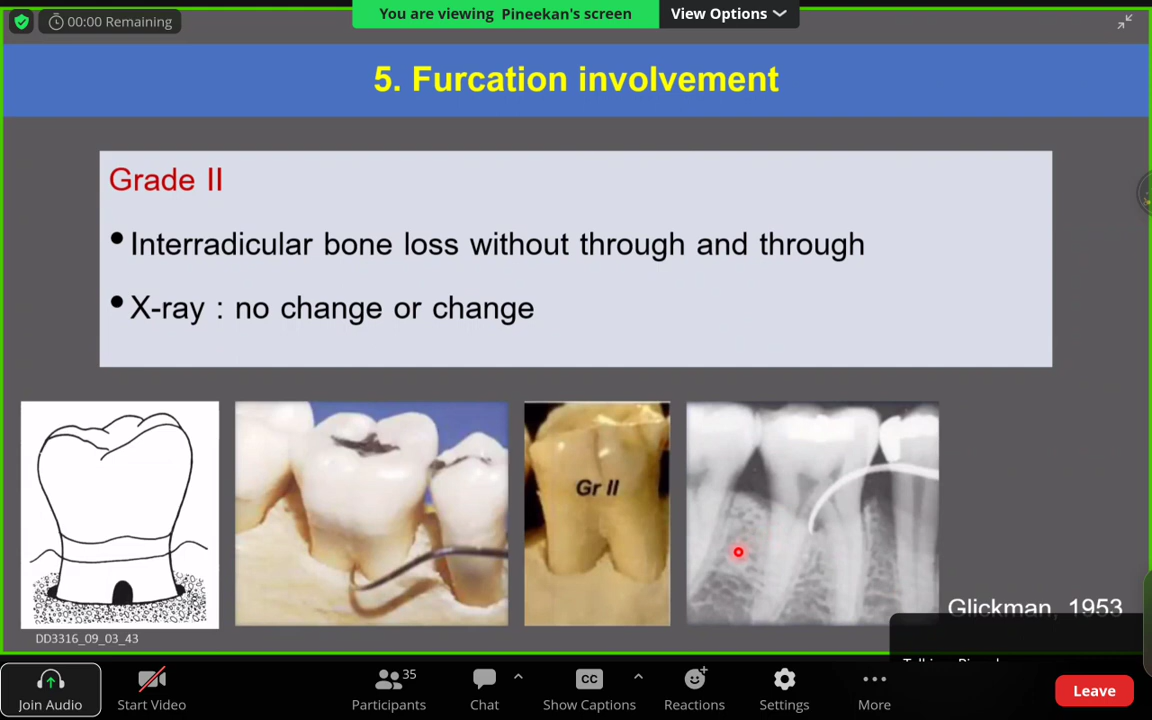 00:00 Remaining
You are viewing Pineekan's screen
View Options
5. Furcation involvement
Grade II
• Interradicular bone loss without through and through
• X-ray : no change or change
Gr II
Glickman, 1953
DD3316_09_03_43
Join Audio
Start Video
Participants
35
Chat
Show Captions
CC
Reactions
Settings
More
Leave